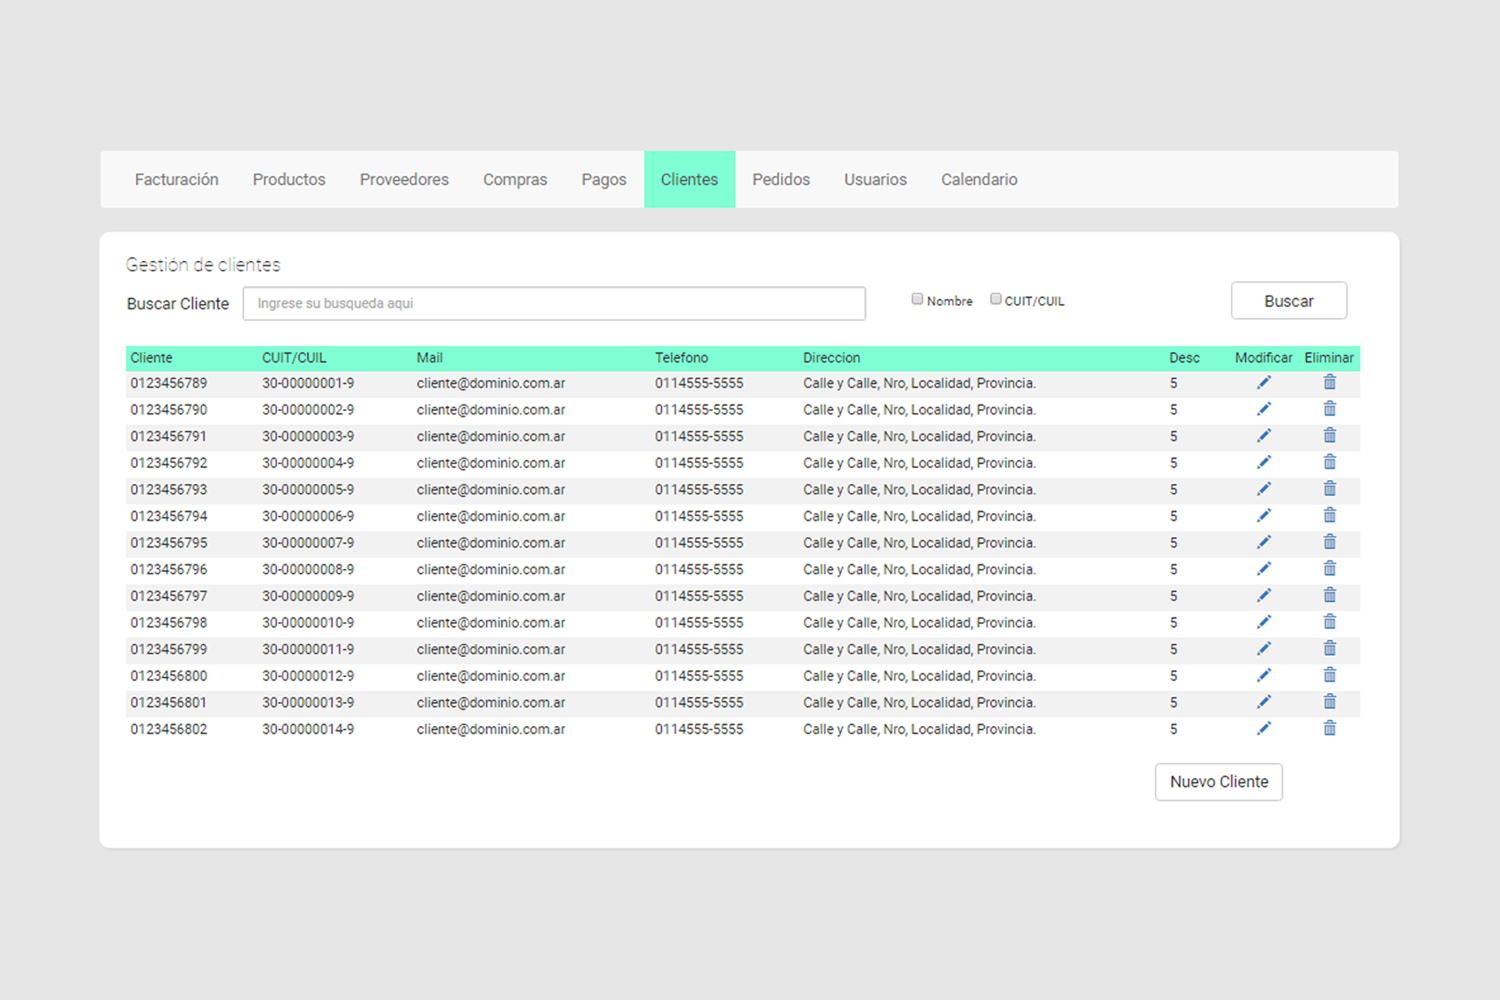 Facturación Productos Proveedores Compras Pagos Clientes Pedidos Usuarios Calendario
Gestión de clientes
Buscar Cliente Ingrese su busqueda aqui Nombre CUIT/CUIL Buscar
Cliente CUIT/CUIL Mail Telefono Direccion Desc Modificar Eliminar
0123456789 30-00000001-9 cliente@dominio.com.ar 0114555-5555 Calle y Calle, Nro, Localidad, Provincia. 5
0123456790 30-00000002-9 cliente@dominio.com.ar 0114555-5555 Calle y Calle, Nro, Localidad, Provincia. 5
0123456791 30-00000003-9 cliente@dominio.com.ar 0114555-5555 Calle y Calle, Nro, Localidad, Provincia. 5
0123456792 30-00000004-9 cliente@dominio.com.ar 0114555-5555 Calle y Calle, Nro, Localidad, Provincia. 5
0123456793 30-00000005-9 cliente@dominio.com.ar 0114555-5555 Calle y Calle, Nro, Localidad, Provincia. 5
0123456794 30-00000006-9 cliente@dominio.com.ar 0114555-5555 Calle y Calle, Nro, Localidad, Provincia. 5
0123456795 30-00000007-9 cliente@dominio.com.ar 0114555-5555 Calle y Calle, Nro, Localidad, Provincia. 5
0123456796 30-00000008-9 cliente@dominio.com.ar 0114555-5555 Calle y Calle, Nro, Localidad, Provincia. 5
0123456797 30-00000009-9 cliente@dominio.com.ar 0114555-5555 Calle y Calle, Nro, Localidad, Provincia. 5
0123456798 30-00000010-9 cliente@dominio.com.ar 0114555-5555 Calle y Calle, Nro, Localidad, Provincia. 5
0123456799 30-00000011-9 cliente@dominio.com.ar 0114555-5555 Calle y Calle, Nro, Localidad, Provincia. 5
0123456800 30-00000012-9 cliente@dominio.com.ar 0114555-5555 Calle y Calle, Nro, Localidad, Provincia. 5
0123456801 30-00000013-9 cliente@dominio.com.ar 0114555-5555 Calle y Calle, Nro, Localidad, Provincia. 5
0123456802 30-00000014-9 cliente@dominio.com.ar 0114555-5555 Calle y Calle, Nro, Localidad, Provincia. 5
Nuevo Cliente